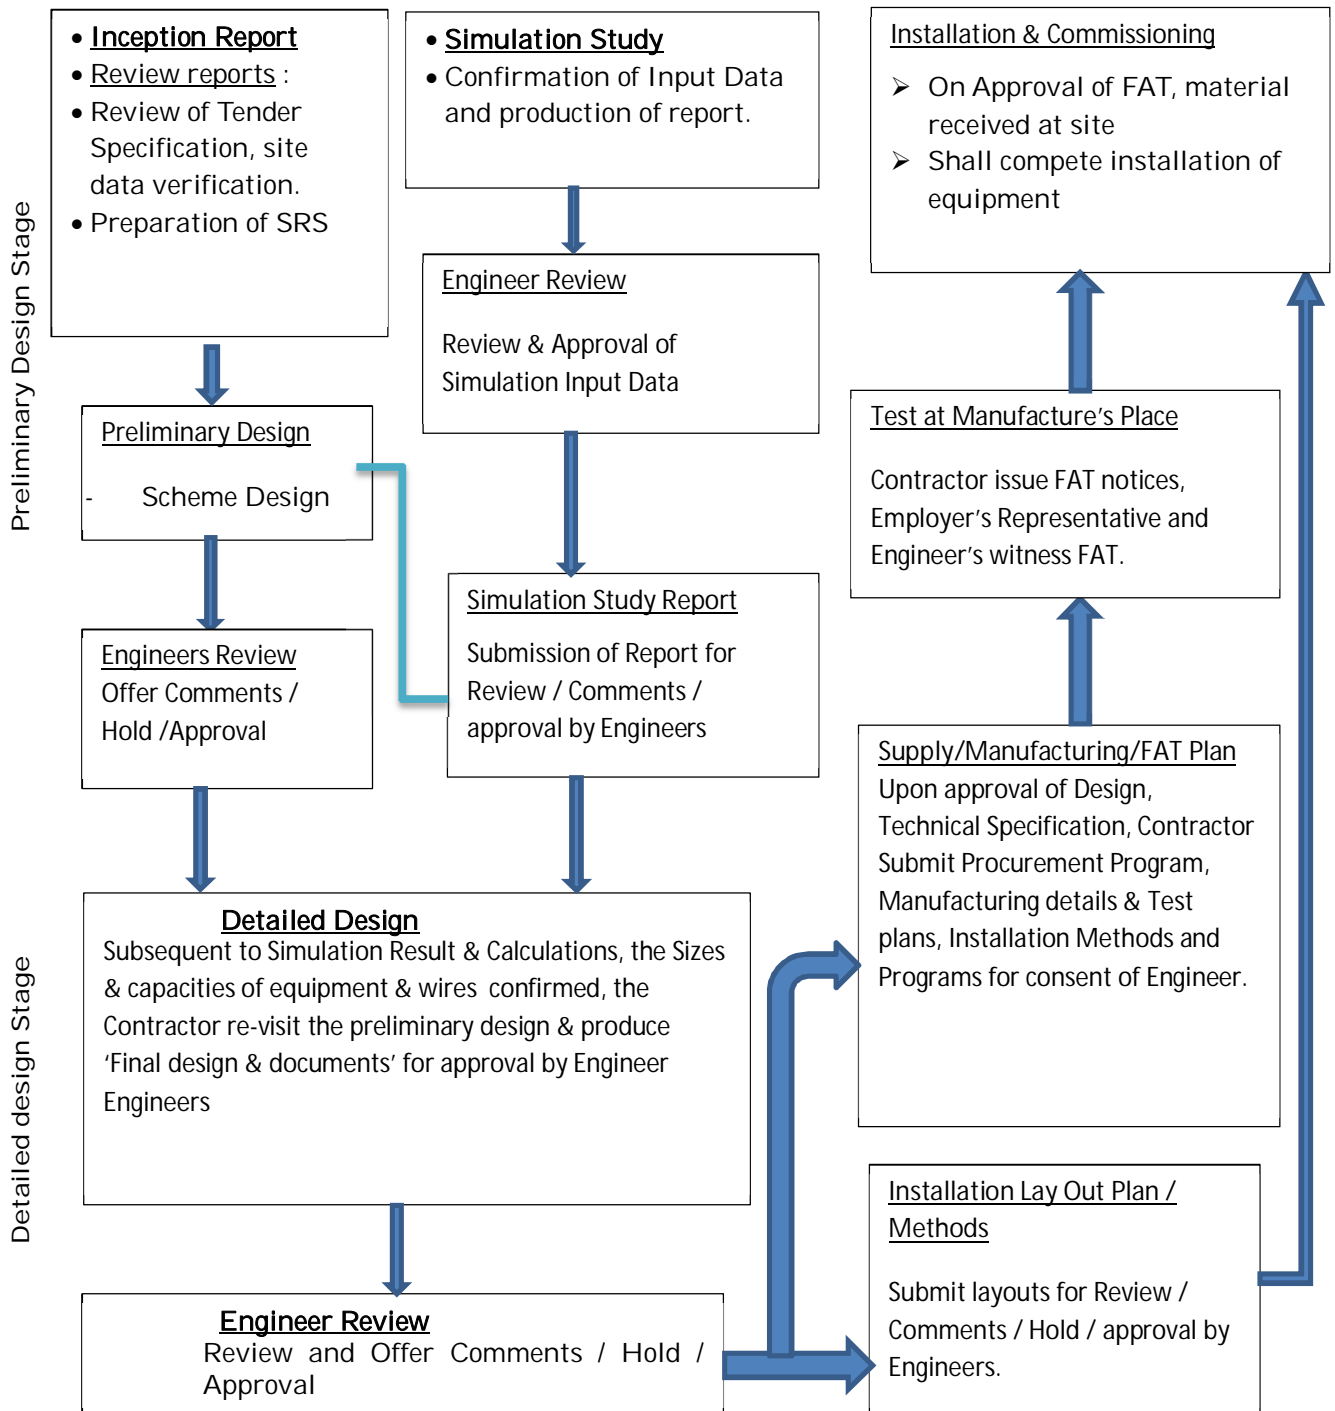 Preliminary Design Stage
• Inception Report
• Review reports :
• Review of Tender
Specification, site
data verification.
• Preparation of SRS
• Simulation Study
• Confirmation of Input Data
and production of report.
Engineer Review
Review & Approval of
Simulation Input Data
Preliminary Design
- Scheme Design
Engineers Review
Offer Comments /
Hold /Approval
Simulation Study Report
Submission of Report for
Review / Comments /
approval by Engineers
Detailed design Stage
Detailed Design
Subsequent to Simulation Result & Calculations, the Sizes
& capacities of equipment & wires confirmed, the
Contractor re-visit the preliminary design & produce
‘Final design & documents’ for approval by Engineer
Engineers
Engineer Review
Review and Offer Comments / Hold /
Approval
Installation & Commissioning
➢ On Approval of FAT, material
received at site
➢ Shall compete installation of
equipment
Test at Manufacture’s Place
Contractor issue FAT notices,
Employer’s Representative and
Engineer’s witness FAT.
Supply/Manufacturing/FAT Plan
Upon approval of Design,
Technical Specification, Contractor
Submit Procurement Program,
Manufacturing details & Test
plans, Installation Methods and
Programs for consent of Engineer.
Installation Lay Out Plan /
Methods
Submit layouts for Review /
Comments / Hold / approval by
Engineers.